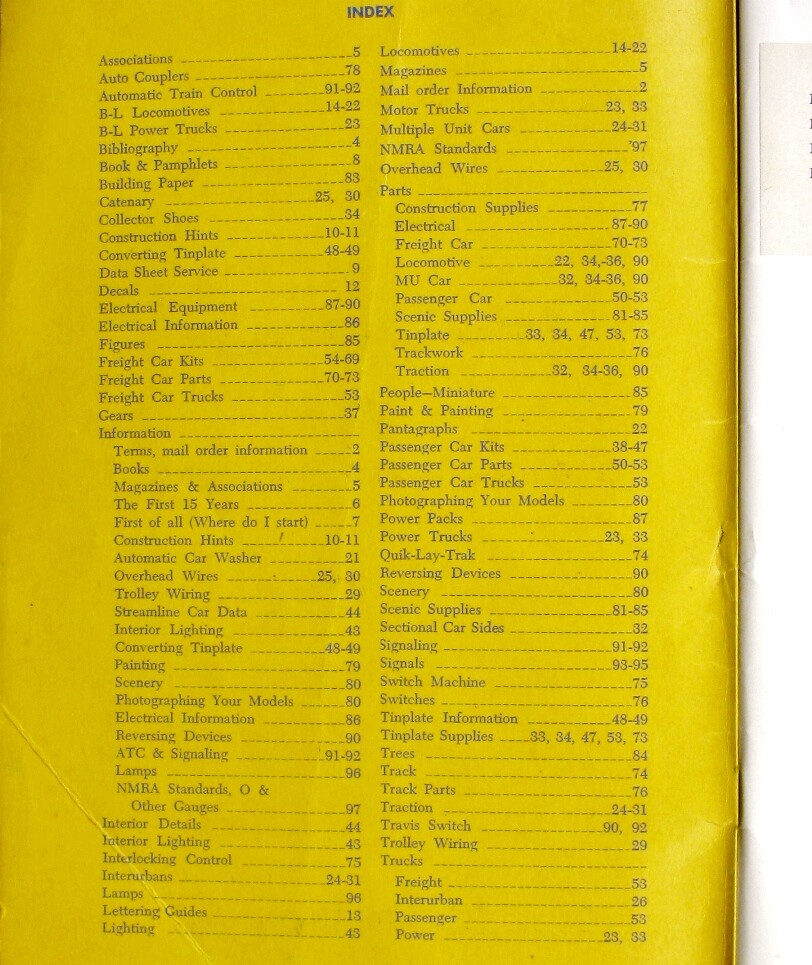 INDEX
Associations 5
Auto Couplers 78
Automatic Train Control 91-92
B-L Locomotives 14-22
B-L Power Trucks 23
Bibliography 4
Book & Pamphlets 8
Building Paper 83
Catenary 25, 30
Collector Shoes 34
Construction Hints 10-11
Converting Tinplate 48-49
Data Sheet Service 9
Decals 12
Electrical Equipment 87-90
Electrical Information 86
Figures 85
Freight Car Kits 54-69
Freight Car Parts 70-73
Freight Car Trucks 53
Gears 37
Information
Terms, mail order information 2
Books 4
Magazines & Associations 5
The First 15 Years 6
First of all (Where do I start) 7
Construction Hints 10-11
Automatic Car Washer 21
Overhead Wires 25, 30
Trolley Wiring 29
Streamline Car Data 44
Interior Lighting 43
Converting Tinplate 48-49
Painting 79
Scenery 80
Photographing Your Models 80
Electrical Information 86
Reversing Devices 90
ATC & Signaling 91-92
Lamps 96
NMRA Standards, O &
Other Gauges 97
Interior Details 44
Interior Lighting 43
Interlocking Control 75
Interurbans 24-31
Lamps 96
Lettering Guides 13
Lighting 43
Locomotives 14-22
Magazines 5
Mail order Information 2
Motor Trucks 23, 33
Multiple Unit Cars 24-31
NMRA Standards '97
Overhead Wires 25, 30
Parts
Construction Supplies 77
Electrical 87-90
Freight Car 70-73
Locomotive 22, 34,-36, 90
MU Car 32, 34-36, 90
Passenger Car 50-53
Scenic Supplies 81-85
Tinplate 33, 34, 47, 53, 73
Trackwork 76
Traction 32, 34-36, 90
People—Miniature 85
Paint & Painting 79
Pantagraphs 22
Passenger Car Kits 38-47
Passenger Car Parts 50-53
Passenger Car Trucks 53
Photographing Your Models 80
Power Packs 87
Power Trucks 23, 33
Quik-Lay-Trak 74
Reversing Devices 90
Scenery 80
Scenic Supplies 81-85
Sectional Car Sides 32
Signaling 91-92
Signals 93-95
Switch Machine 75
Switches 76
Tinplate Information 48-49
Tinplate Supplies 33, 34, 47, 53, 73
Trees 84
Track 74
Track Parts 76
Traction 24-31
Travis Switch 90, 92
Trolley Wiring 29
Trucks
Freight 53
Interurban 26
Passenger 53
Power 23, 33